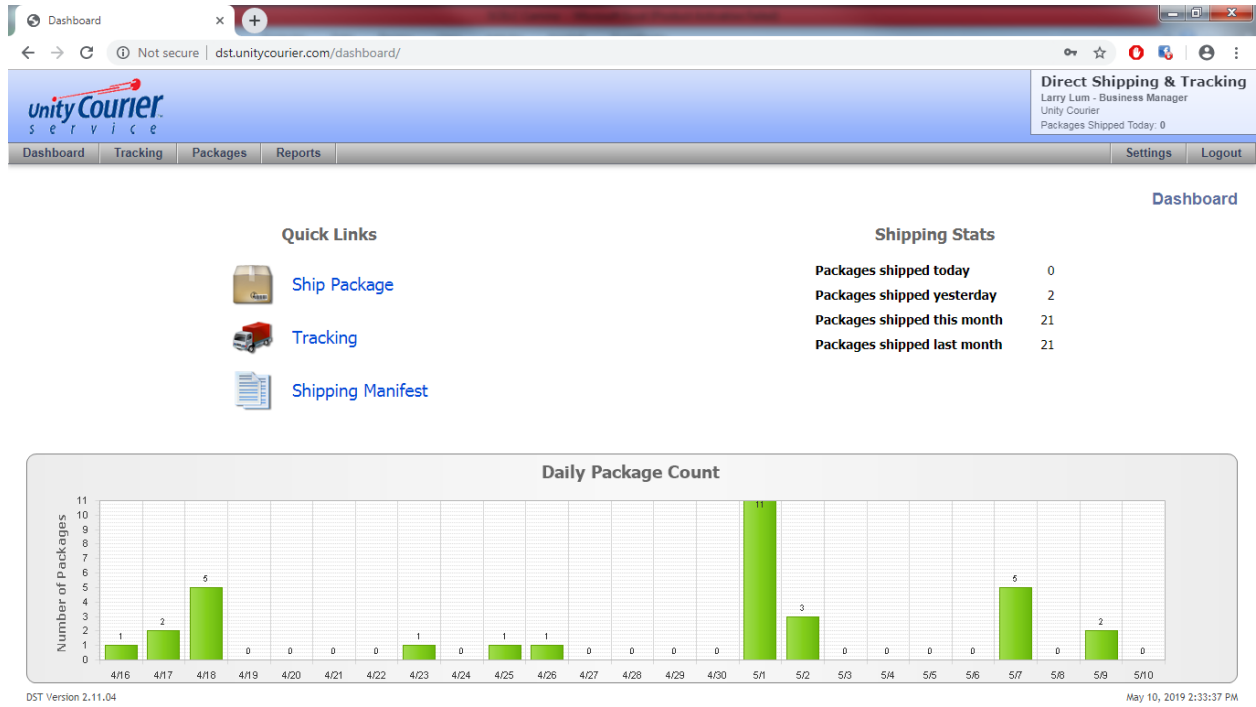 Dashboard
Not secure | dst.unitycourier.com/dashboard/
unity Courier
service
Direct Shipping & Tracking
Larry Lum - Business Manager
Unity Courier
Packages Shipped Today: 0
Dashboard Tracking Packages Reports Settings Logout
Dashboard
Quick Links
Ship Package
Tracking
Shipping Manifest
Shipping Stats
Packages shipped today 0
Packages shipped yesterday 2
Packages shipped this month 21
Packages shipped last month 21
Daily Package Count
Number of Packages
11
10
9
8
7
6
5
4
3
2
1
0
1 2 5 0 0 0 0 1 0 1 1 0 0 0 0 11 3 0 0 0 0 5 0 2 0
4/16 4/17 4/18 4/19 4/20 4/21 4/22 4/23 4/24 4/25 4/26 4/27 4/28 4/29 4/30 5/1 5/2 5/3 5/4 5/5 5/6 5/7 5/8 5/9 5/10
DST Version 2.11.04
May 10, 2019 2:33:37 PM